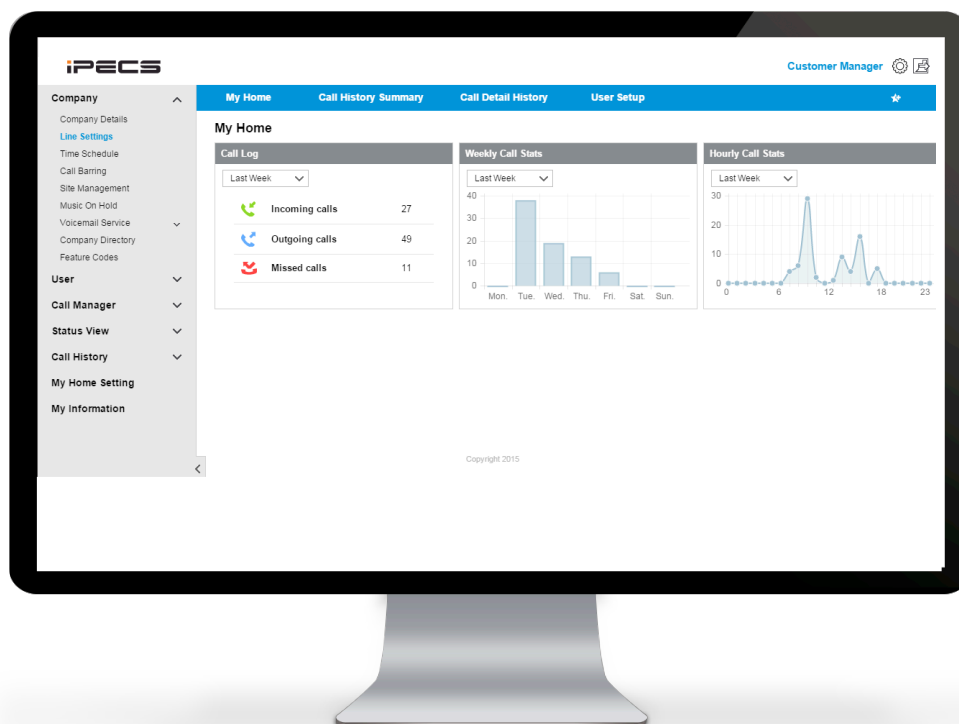 iPECS
Customer Manager
Company
Company Details
Line Settings
Time Schedule
Call Barring
Site Management
Music On Hold
Voicemail Service
Company Directory
Feature Codes
User
Call Manager
Status View
Call History
My Home Setting
My Information
My Home Call History Summary Call Detail History User Setup
My Home
Call Log
Last Week
Incoming calls 27
Outgoing calls 49
Missed calls 11
Weekly Call Stats
Last Week
40
30
20
10
0
Mon. Tue. Wed. Thu. Fri. Sat. Sun.
Hourly Call Stats
Last Week
30
20
10
0
0 6 12 18 23
Copyright 2015